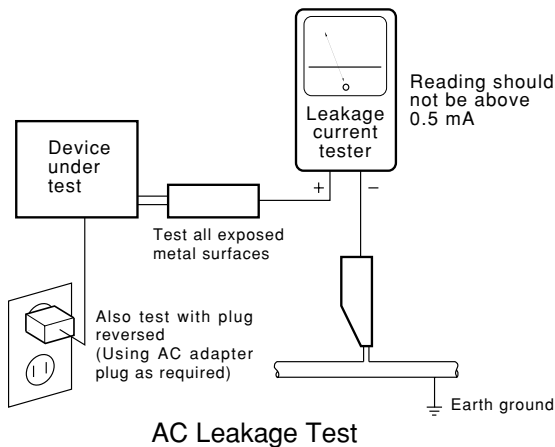 Reading should
not be above
0.5 mA
Leakage
current
tester
Device
under
test
+
−
Test all exposed
metal surfaces
Also test with plug
reversed
(Using AC adapter
plug as required)
Earth ground
AC Leakage Test